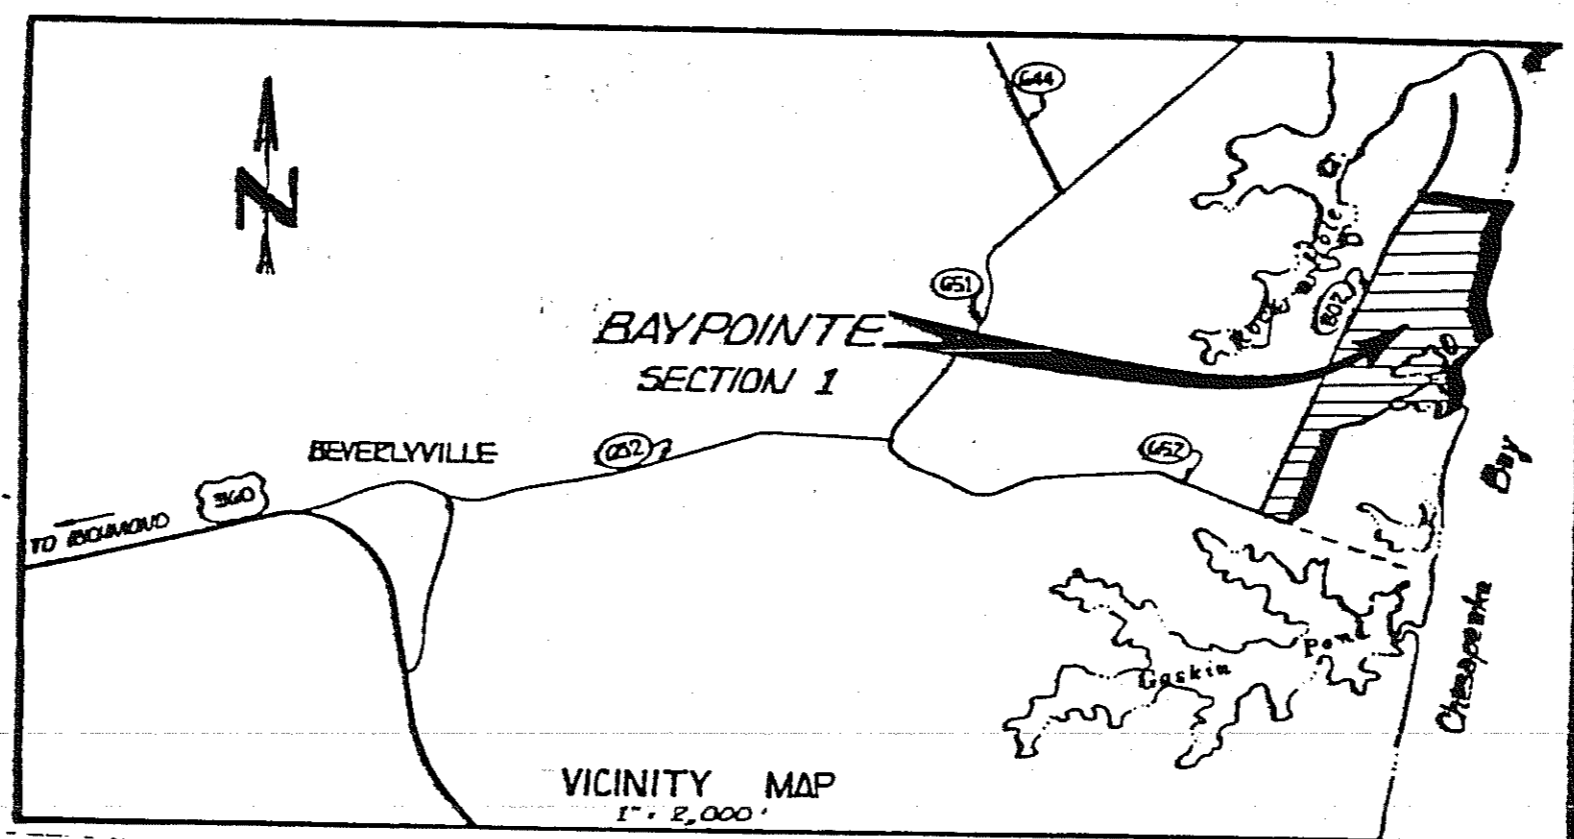 644
N
651
802
BAYPOINTE
SECTION 1
BEVERLYVILLE
652
652
360
TO RICHMOND
Bay
Chesapeake
Gaskin Pond
VICINITY MAP
1" = 2,000'